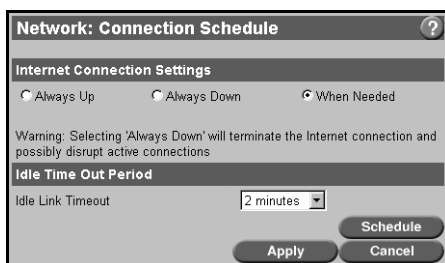 Network: Connection Schedule ?
Internet Connection Settings
Always Up Always Down When Needed
Warning: Selecting 'Always Down' will terminate the Internet connection and
possibly disrupt active connections
Idle Time Out Period
Idle Link Timeout 2 minutes
Schedule
Apply Cancel